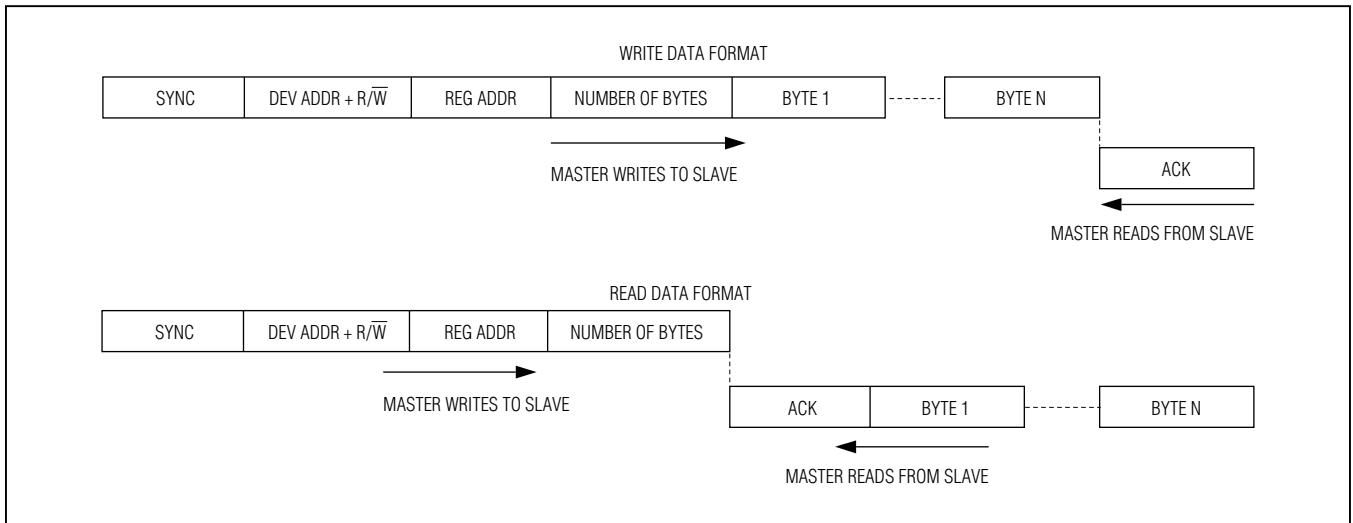 WRITE DATA FORMAT
SYNC DEV ADDR + R/W̅ REG ADDR NUMBER OF BYTES BYTE 1 BYTE N
MASTER WRITES TO SLAVE
ACK
MASTER READS FROM SLAVE
READ DATA FORMAT
SYNC DEV ADDR + R/W̅ REG ADDR NUMBER OF BYTES
MASTER WRITES TO SLAVE
ACK BYTE 1 BYTE N
MASTER READS FROM SLAVE